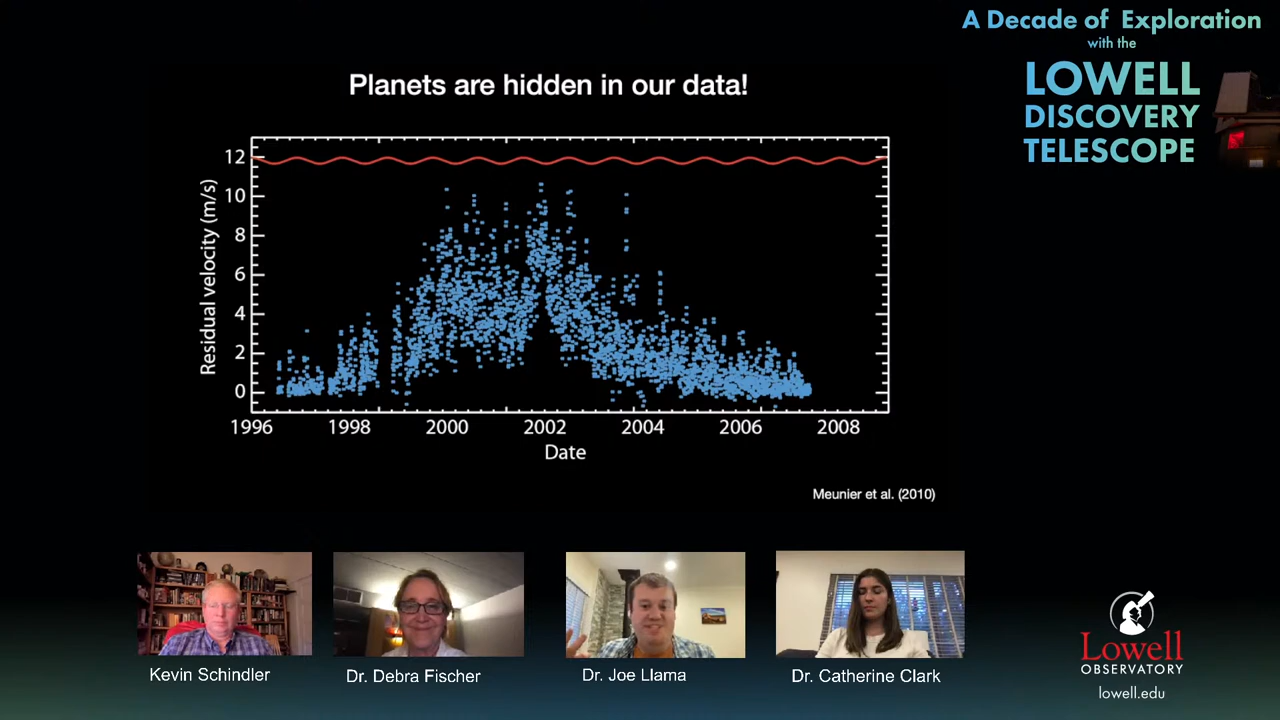 A Decade of Exploration
with the
LOWELL
DISCOVERY
TELESCOPE
Planets are hidden in our data!
12
10
8
6
4
2
0
Residual velocity (m/s)
1996 1998 2000 2002 2004 2006 2008
Date
Meunier et al. (2010)
Kevin Schindler
Dr. Debra Fischer
Dr. Joe Llama
Dr. Catherine Clark
Lowell
OBSERVATORY
lowell.edu